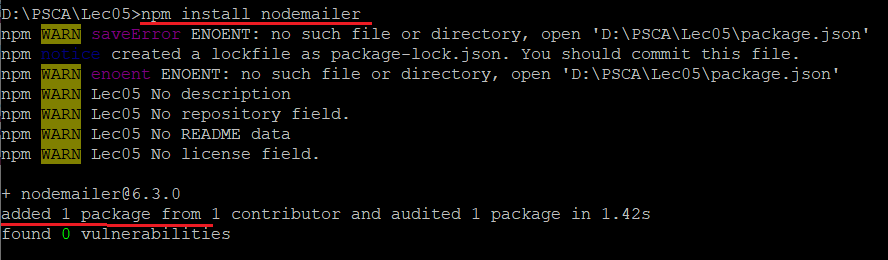 D:\PSCA\Lec05>npm install nodemailer
npm WARN saveError ENOENT: no such file or directory, open 'D:\PSCA\Lec05\package.json'
npm notice created a lockfile as package-lock.json. You should commit this file.
npm WARN enoent ENOENT: no such file or directory, open 'D:\PSCA\Lec05\package.json'
npm WARN Lec05 No description
npm WARN Lec05 No repository field.
npm WARN Lec05 No README data
npm WARN Lec05 No license field.
+ nodemailer@6.3.0
added 1 package from 1 contributor and audited 1 package in 1.42s
found 0 vulnerabilities